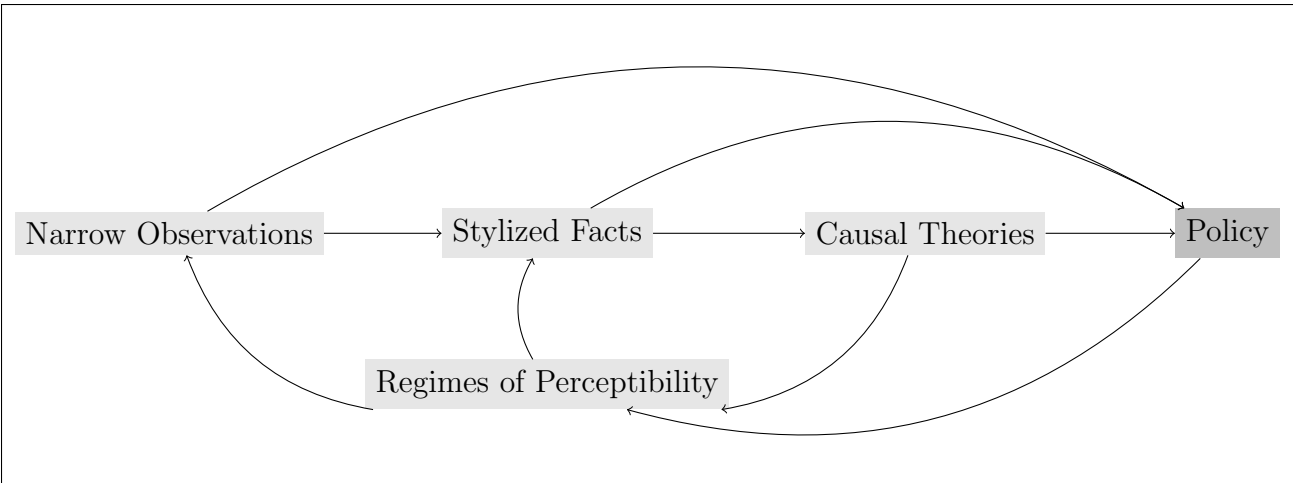 Narrow Observations
Stylized Facts
Causal Theories
Policy
Regimes of Perceptibility